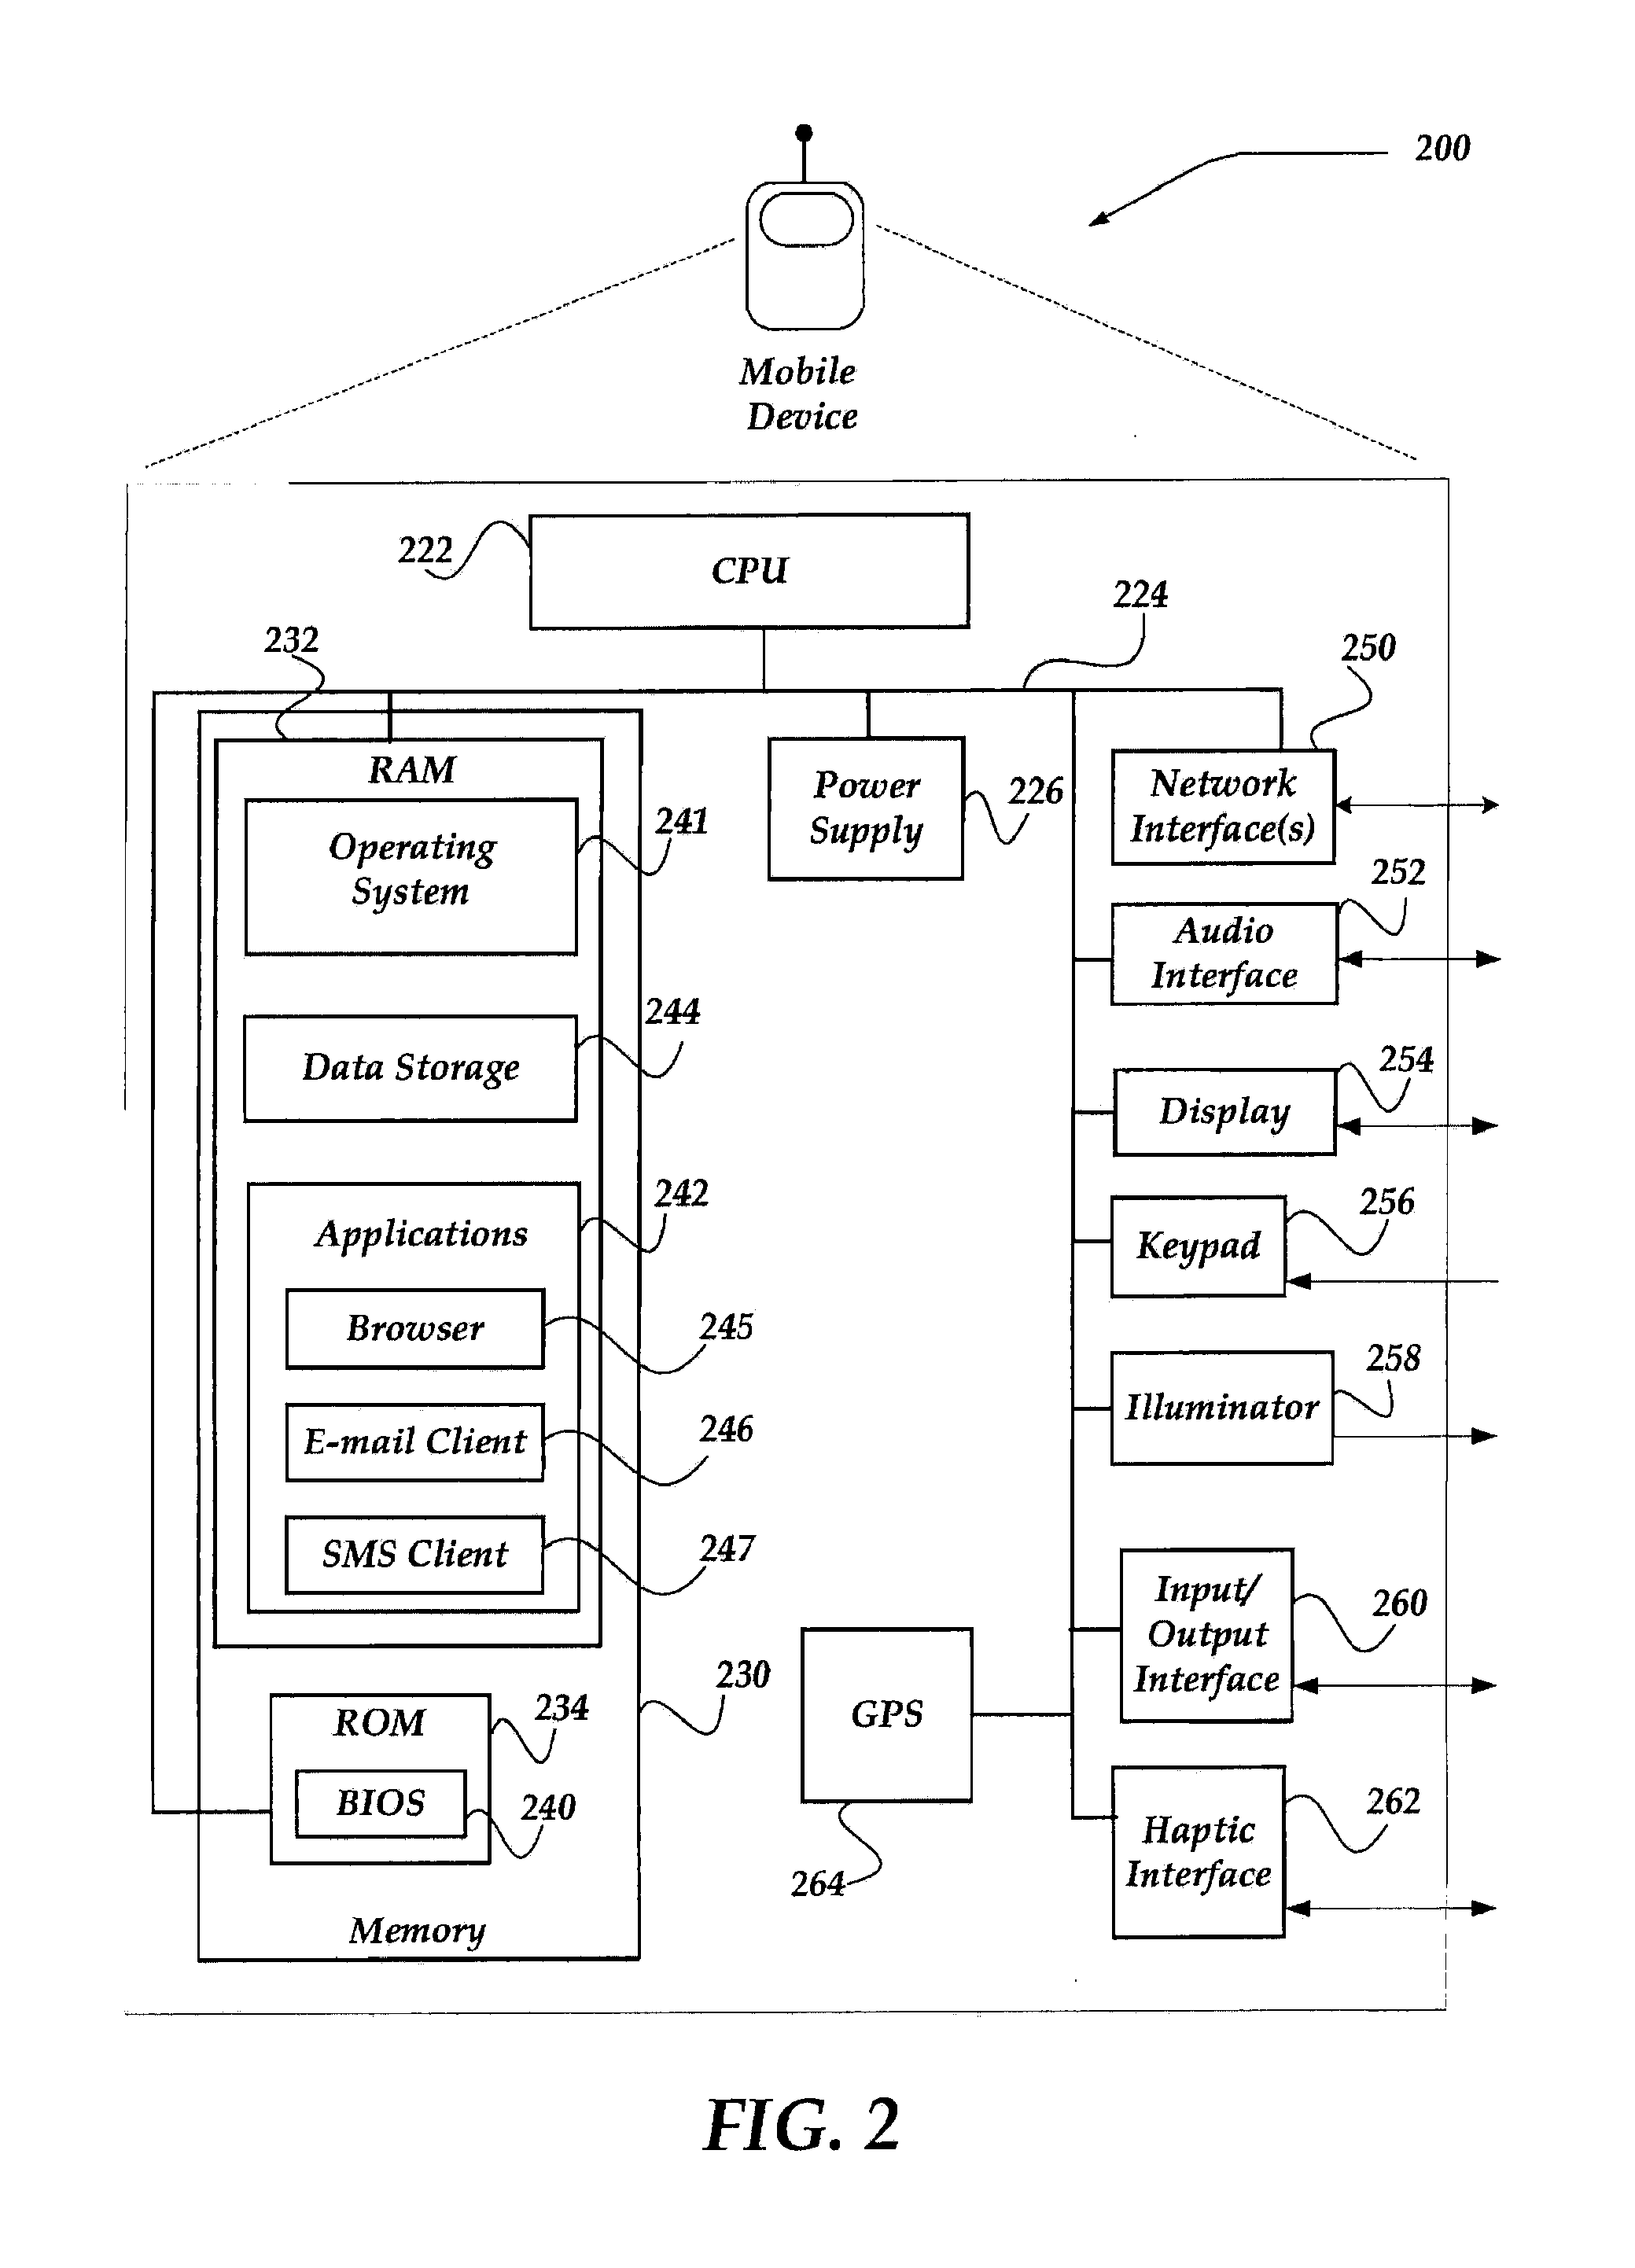 200
Mobile
Device
222
CPU
224
232
250
RAM
Power
Supply
226
Network
Interface(s)
Operating
System
241
252
Audio
Interface
244
Data Storage
254
Display
242
Applications
256
Keypad
Browser
245
258
Illuminator
E-mail Client
246
SMS Client
247
Input/
Output
Interface
260
230
GPS
234
ROM
BIOS
240
262
Haptic
Interface
264
Memory
FIG. 2